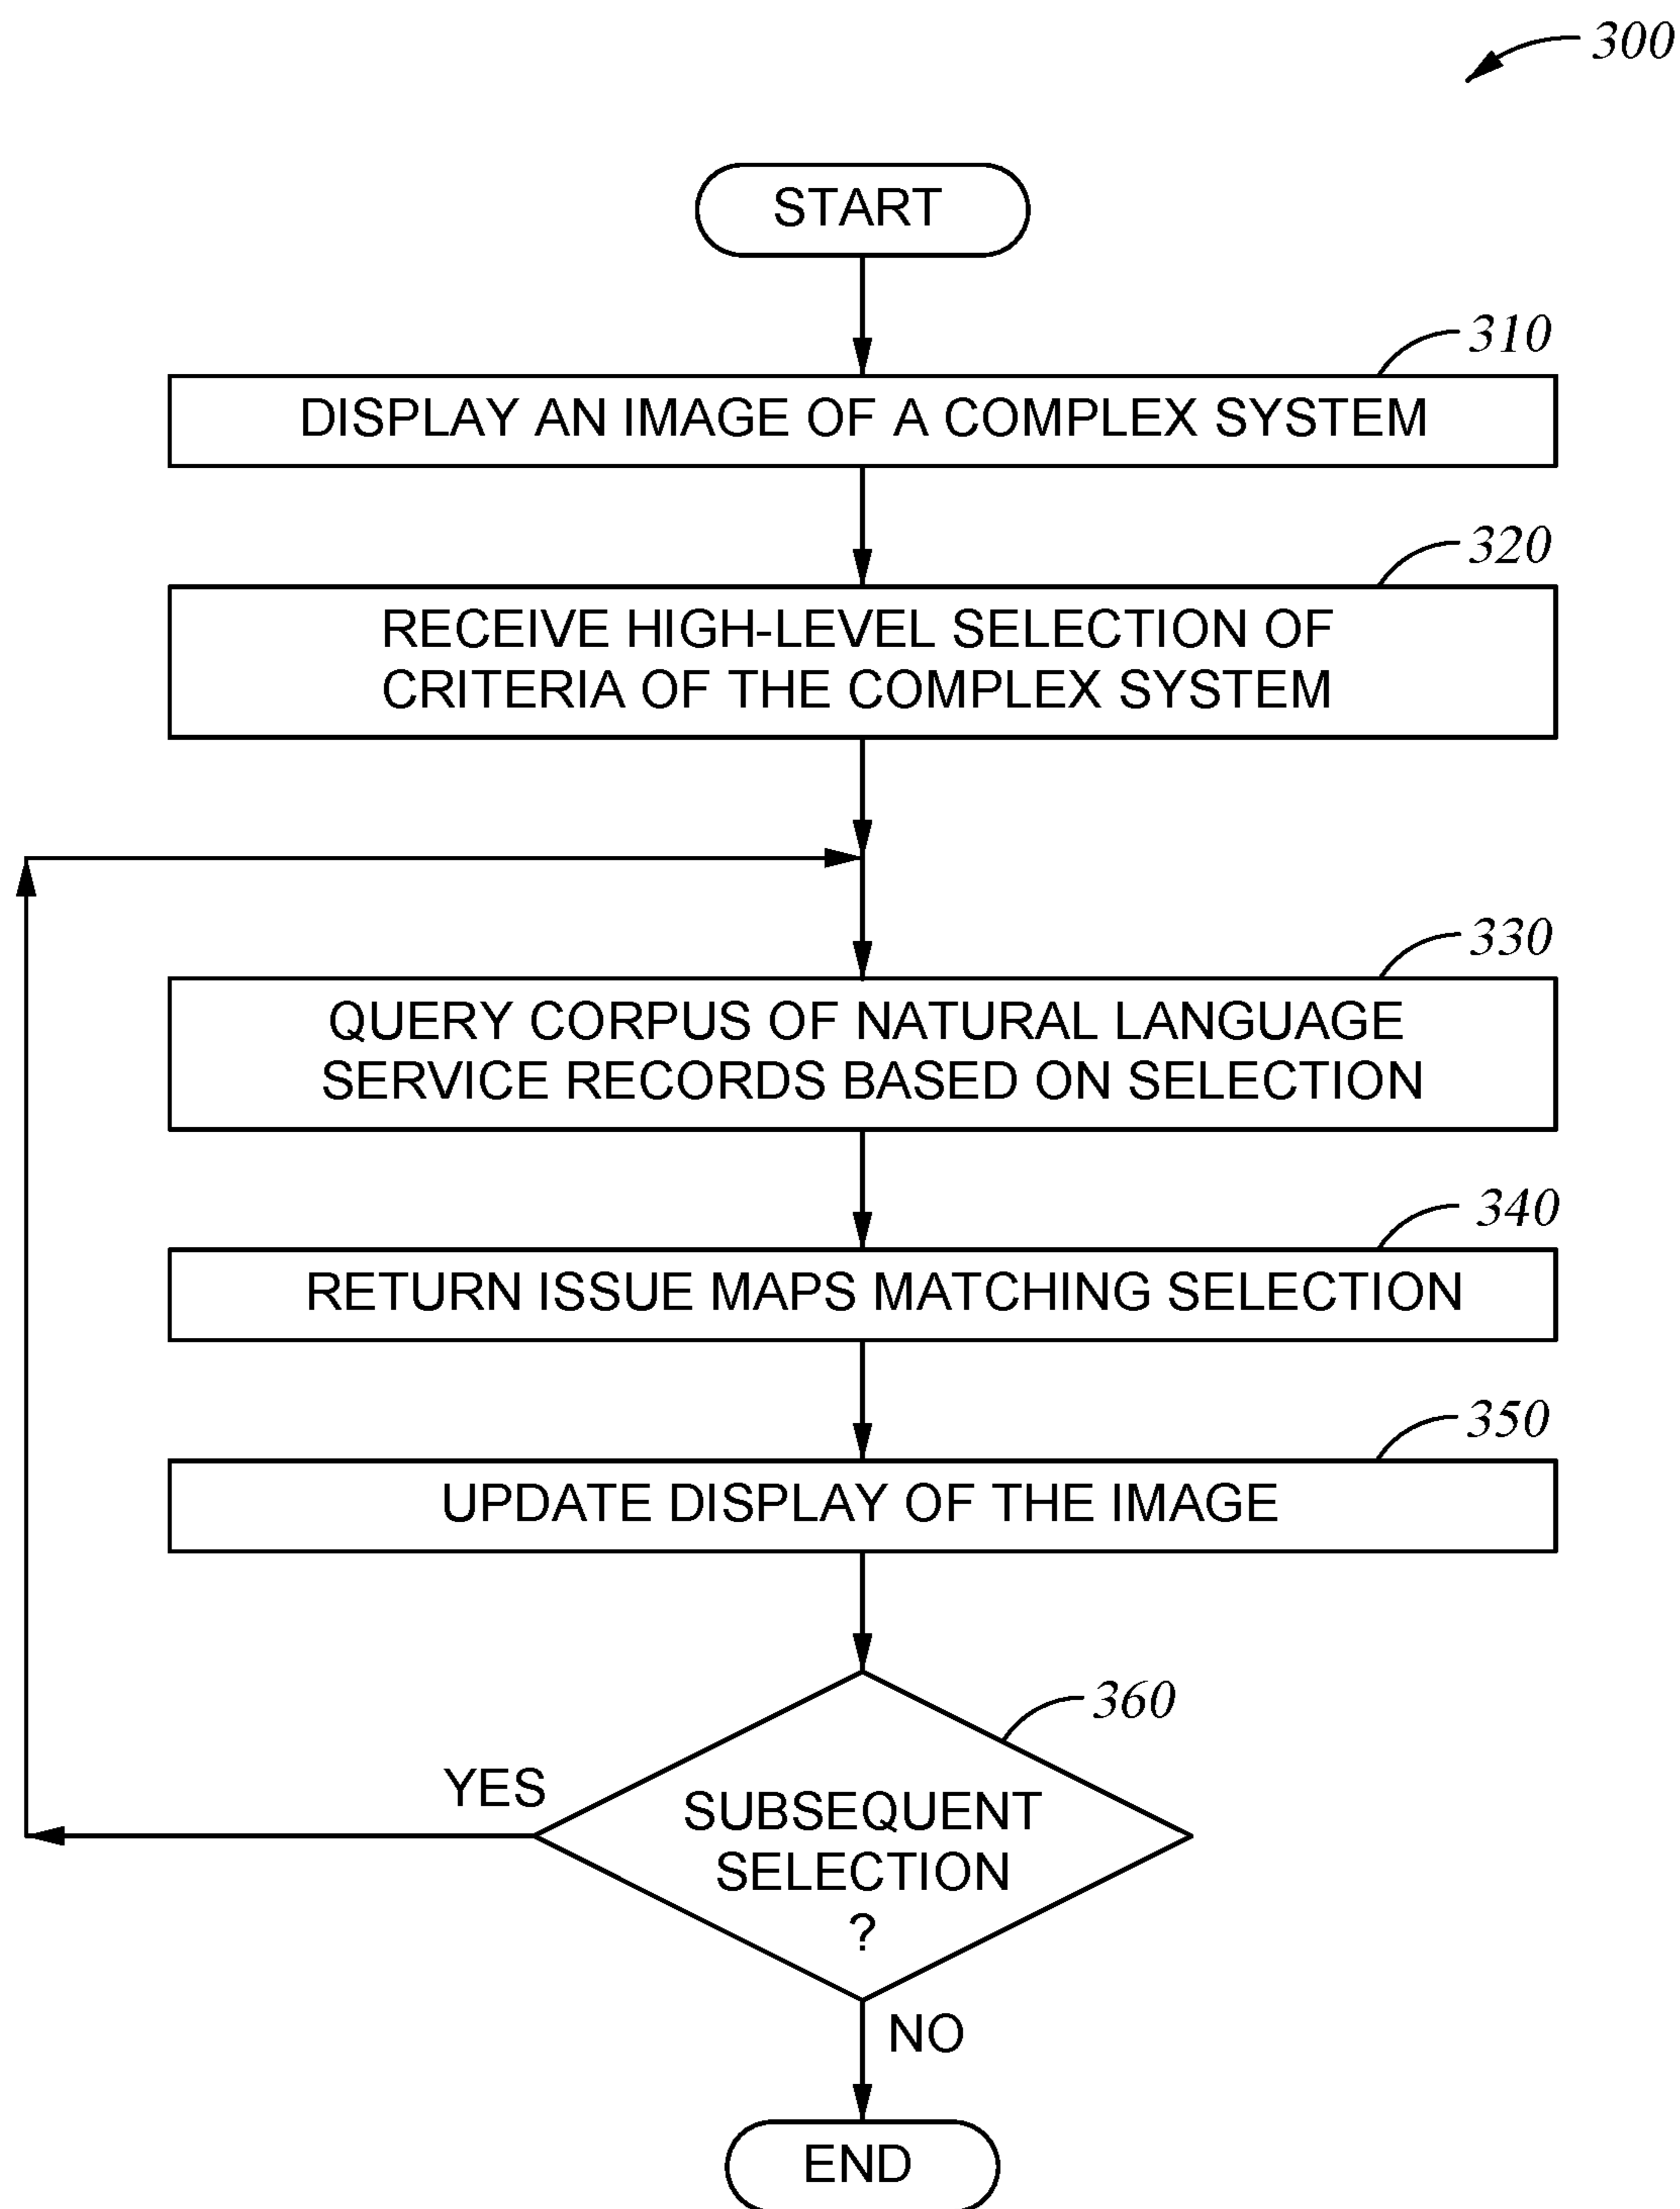 300
START
310
DISPLAY AN IMAGE OF A COMPLEX SYSTEM
320
RECEIVE HIGH-LEVEL SELECTION OF
CRITERIA OF THE COMPLEX SYSTEM
330
QUERY CORPUS OF NATURAL LANGUAGE
SERVICE RECORDS BASED ON SELECTION
340
RETURN ISSUE MAPS MATCHING SELECTION
350
UPDATE DISPLAY OF THE IMAGE
360
YES
SUBSEQUENT
SELECTION
?
NO
END